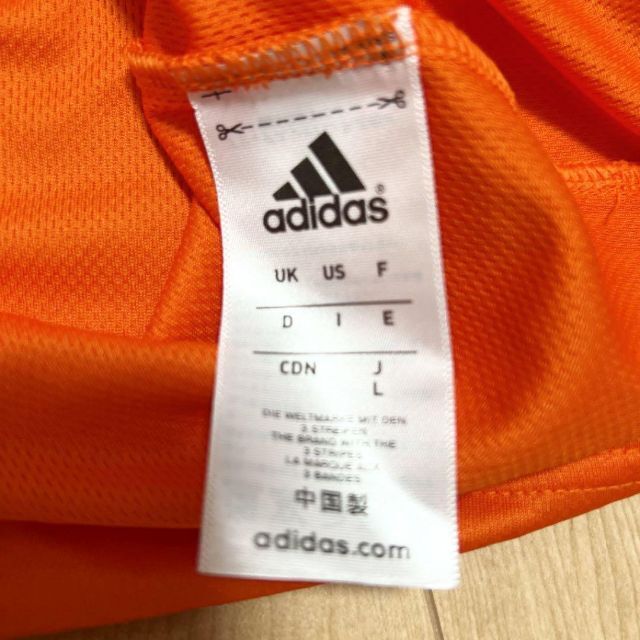 adidas®
UK US F
D I E
CDN J
L
DIE WELTMARKE MIT DEN
3 STREIFEN
THE BRAND WITH THE
3 STRIPES
LA MARQUE AUX
3 BANDES
中国製
adidas.com